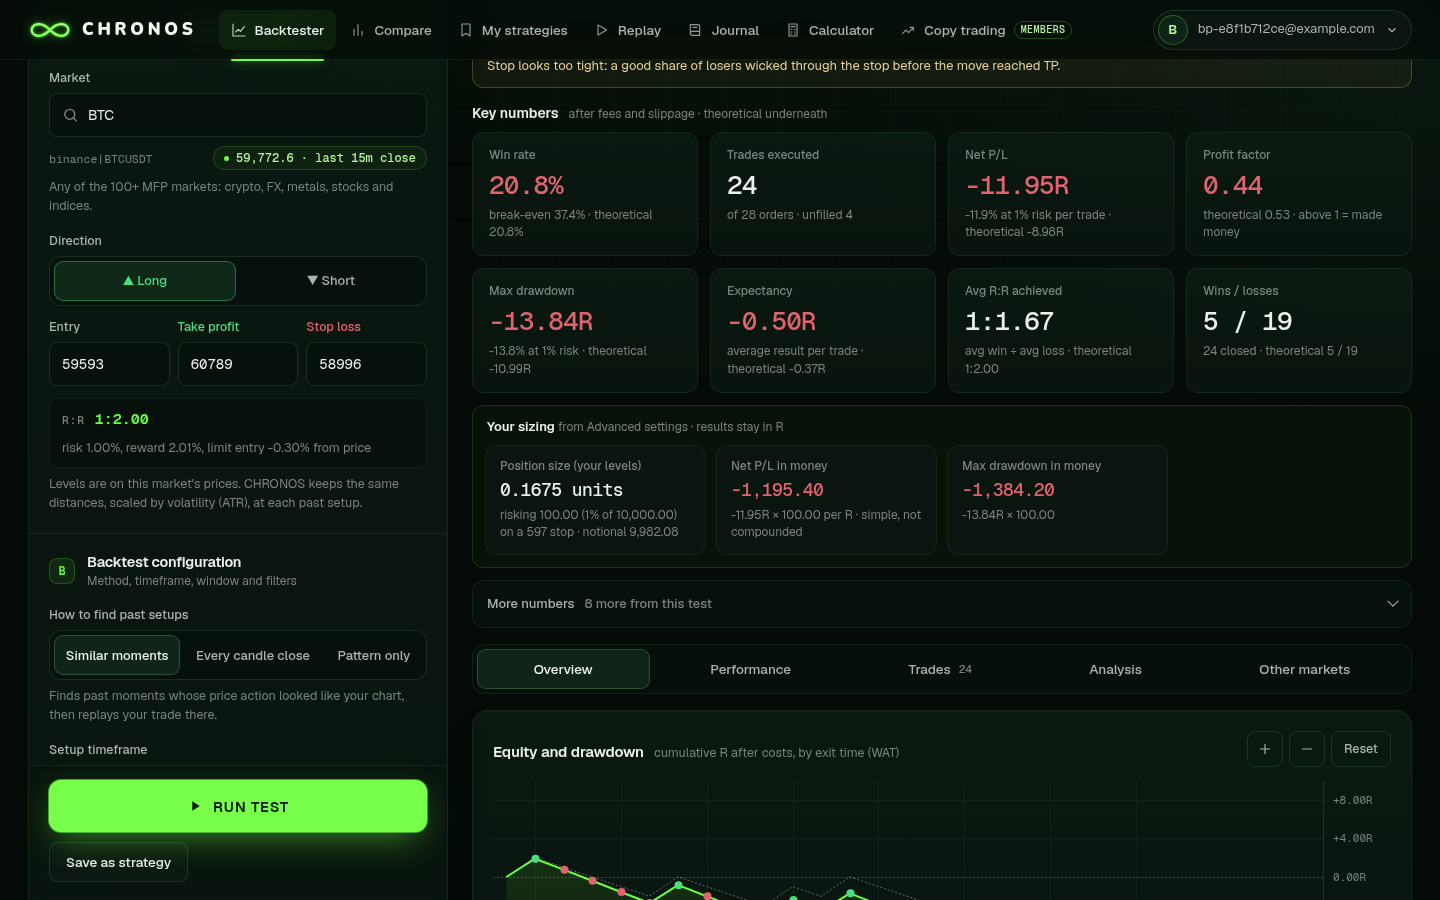 CHRONOS
Backtester
Compare
My strategies
Replay
Journal
Calculator
Copy trading MEMBERS
B bp-e8f1b712ce@example.com
Market
BTC
binance|BTCUSDT
59,772.6 · last 15m close
Any of the 100+ MFP markets: crypto, FX, metals, stocks and
indices.
Direction
▲ Long
▼ Short
Entry
Take profit
Stop loss
59593
60789
58996
R:R 1:2.00
risk 1.00%, reward 2.01%, limit entry -0.30% from price
Levels are on this market's prices. CHRONOS keeps the same
distances, scaled by volatility (ATR), at each past setup.
B
Backtest configuration
Method, timeframe, window and filters
How to find past setups
Similar moments
Every candle close
Pattern only
Finds past moments whose price action looked like your chart,
then replays your trade there.
Setup timeframe
RUN TEST
Save as strategy
Stop looks too tight: a good share of losers wicked through the stop before the move reached TP.
Key numbers after fees and slippage · theoretical underneath
Win rate
20.8%
break-even 37.4% · theoretical
20.8%
Trades executed
24
of 28 orders · unfilled 4
Net P/L
-11.95R
-11.9% at 1% risk per trade ·
theoretical -8.98R
Profit factor
0.44
theoretical 0.53 · above 1 = made
money
Max drawdown
-13.84R
-13.8% at 1% risk · theoretical
-10.99R
Expectancy
-0.50R
average result per trade ·
theoretical -0.37R
Avg R:R achieved
1:1.67
avg win ÷ avg loss · theoretical
1:2.00
Wins / losses
5 / 19
24 closed · theoretical 5 / 19
Your sizing from Advanced settings · results stay in R
Position size (your levels)
0.1675 units
risking 100.00 (1% of 10,000.00)
on a 597 stop · notional 9,982.08
Net P/L in money
-1,195.40
-11.95R × 100.00 per R · simple, not
compounded
Max drawdown in money
-1,384.20
-13.84R × 100.00
More numbers 8 more from this test
Overview
Performance
Trades 24
Analysis
Other markets
Equity and drawdown cumulative R after costs, by exit time (WAT)
+
−
Reset
+8.00R
+4.00R
0.00R